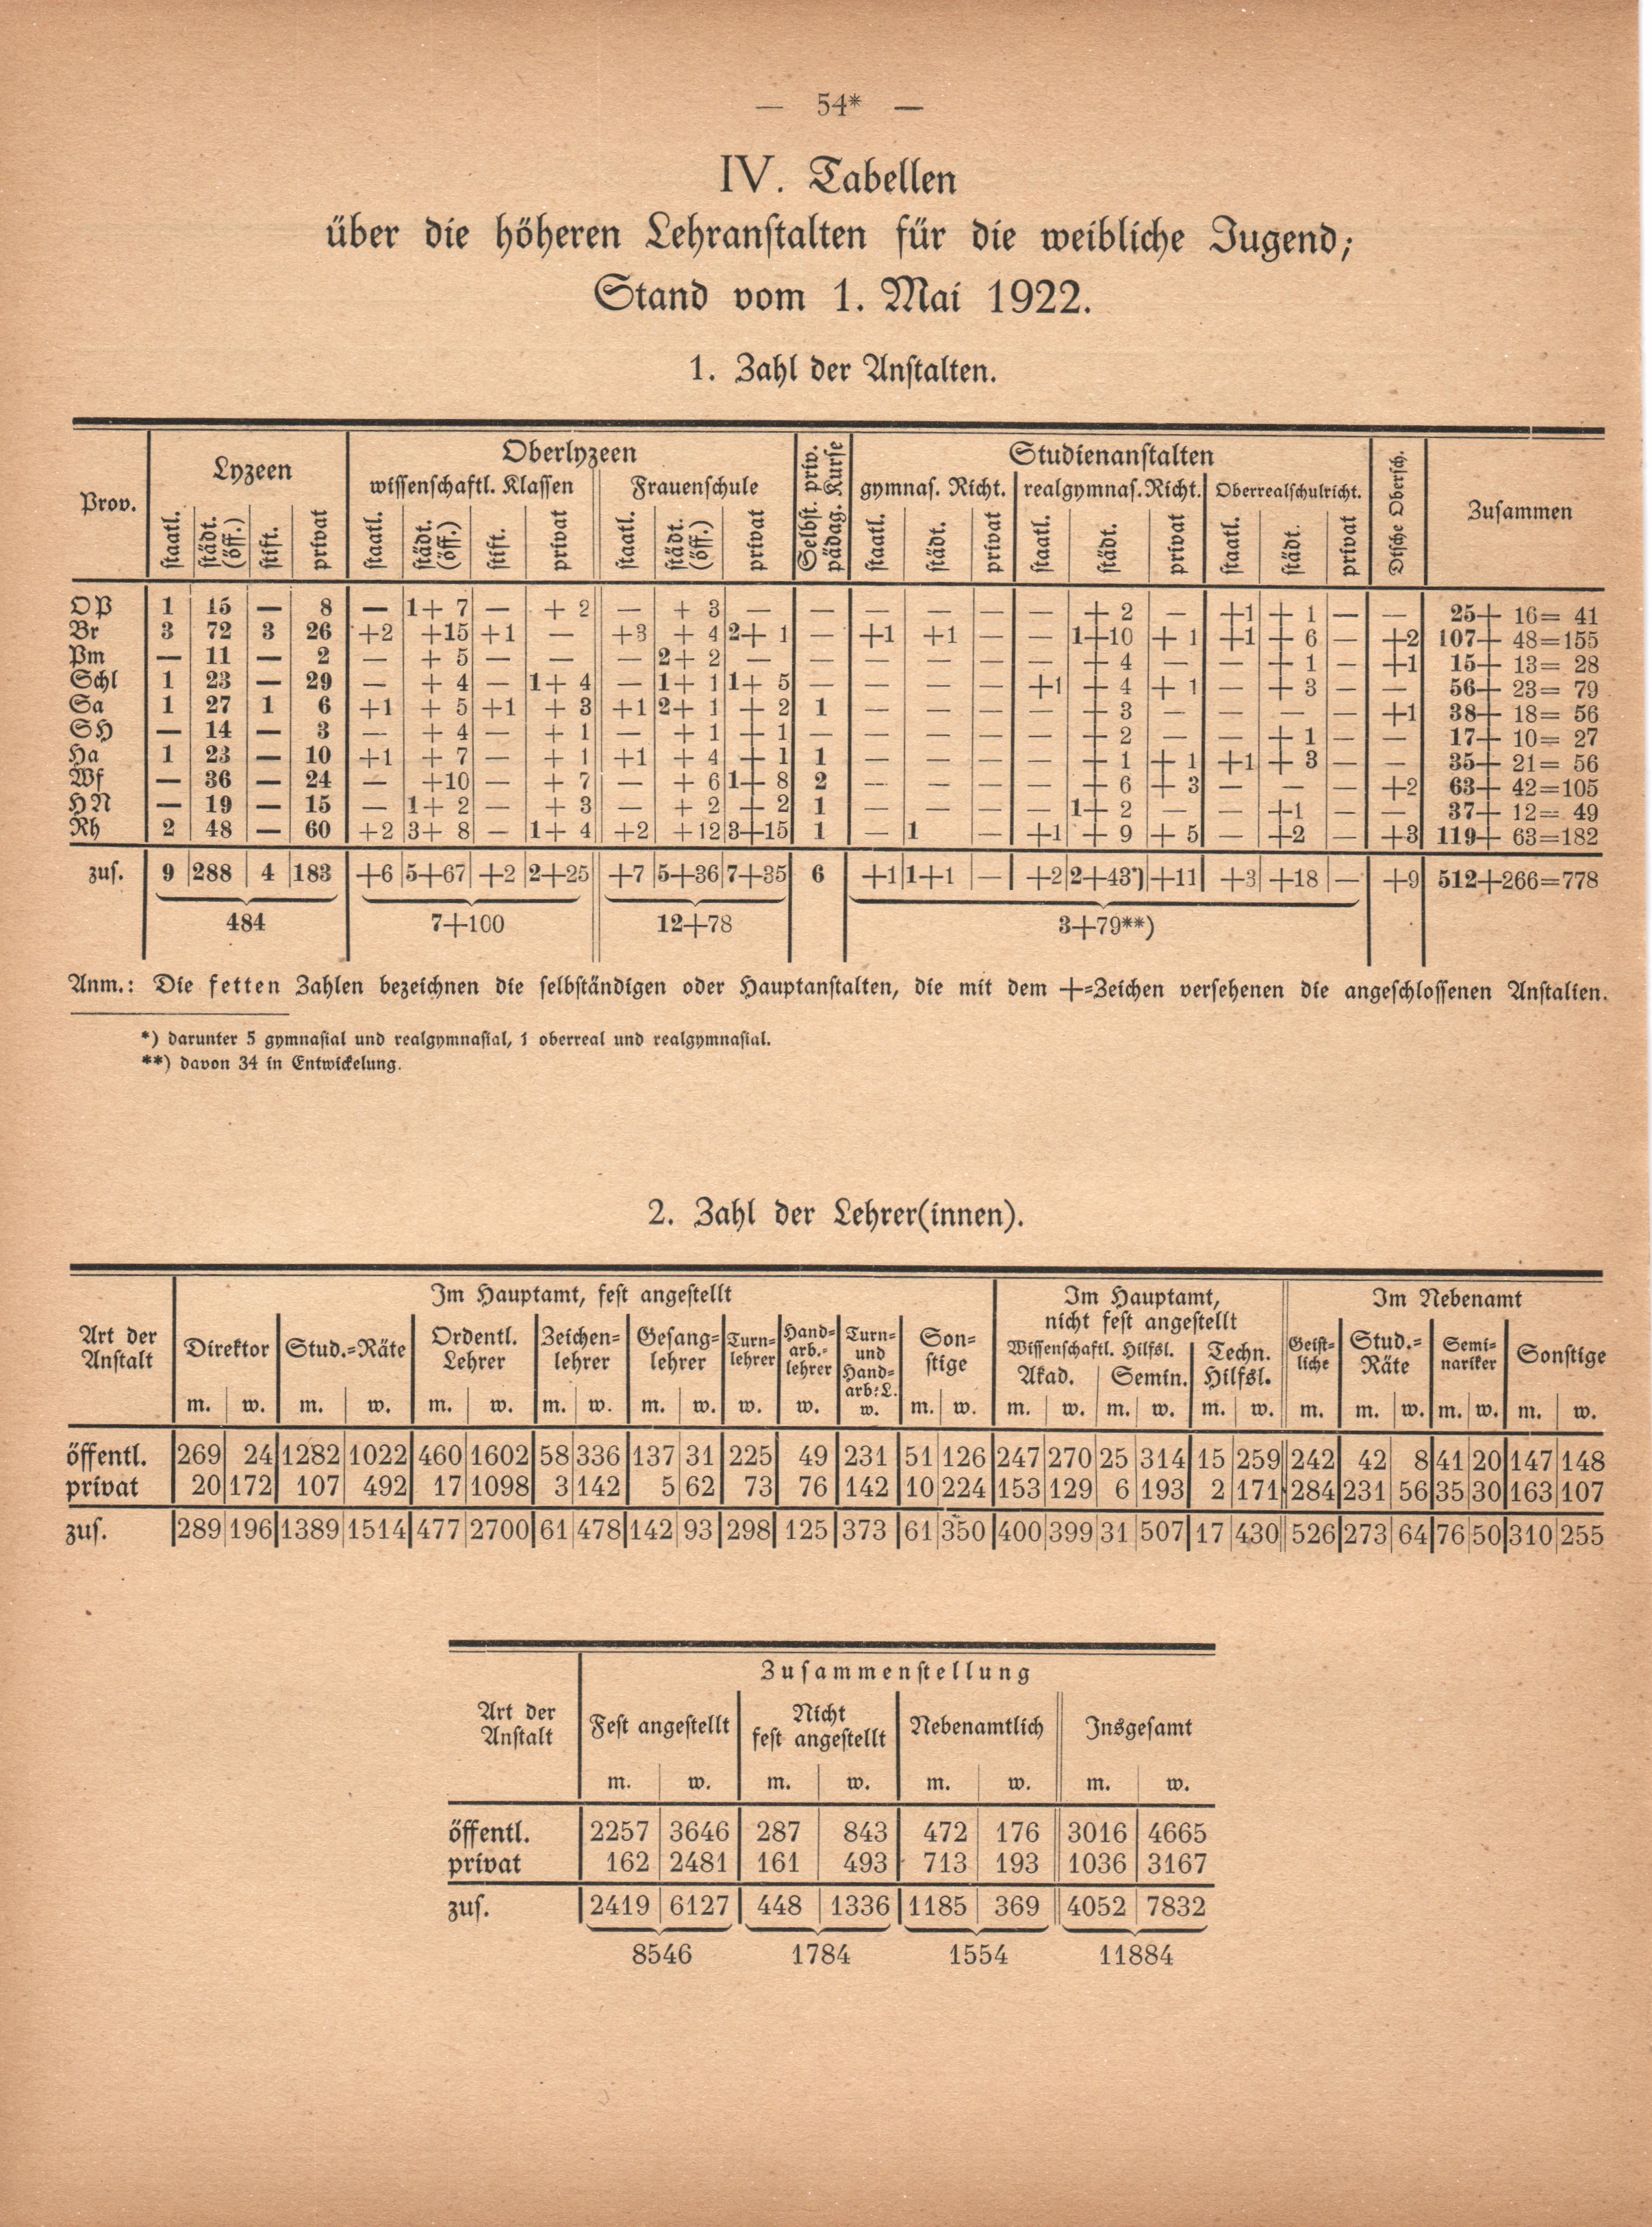 — 54* —
IV. Tabellen
über die höheren Lehranſtalten für die weibliche Jugend;
Stand vom 1. Mai 1922.
1. Zahl der Anſtalten.
Prov. | Lyzeen | Oberlyzeen | Selbſt. priv. pädag. Kurſe | Studienanſtalten | Dtſche Oberſch. | Zuſammen
wiſſenſchaftl. Klaſſen | Frauenſchule | gymnaſ. Richt. | realgymnaſ. Richt. | Oberrealſchulricht.
ſtaatl. | ſtädt. (öff.) | ſtift. | privat | ſtaatl. | ſtädt. (öff.) | ſtift. | privat | ſtaatl. | ſtädt. (öff.) | privat | ſtaatl. | ſtädt. | privat | ſtaatl. | ſtädt. | privat | ſtaatl. | ſtädt. | privat
OP | 1 | 15 | — | 8 | — | 1+ 7 | — | + 2 | — | + 3 | — | — | — | — | — | — | + 2 | — | +1 | + 1 | — | — | 25+ 16= 41
Br | 3 | 72 | 3 | 26 | +2 | +15 | +1 | — | +3 | + 4 | 2+ 1 | — | +1 | +1 | — | — | 1+10 | + 1 | +1 | + 6 | — | +2 | 107+ 48=155
Pm | — | 11 | — | 2 | — | + 5 | — | — | — | 2+ 2 | — | — | — | — | — | — | + 4 | — | — | + 1 | — | +1 | 15+ 13= 28
Schl | 1 | 23 | — | 29 | — | + 4 | — | 1+ 4 | — | 1+ 1 | 1+ 5 | — | — | — | — | +1 | + 4 | + 1 | — | + 3 | — | — | 56+ 23= 79
Sa | 1 | 27 | 1 | 6 | +1 | + 5 | +1 | + 3 | +1 | 2+ 1 | + 2 | 1 | — | — | — | — | + 3 | — | — | — | — | +1 | 38+ 18= 56
SH | — | 14 | — | 3 | — | + 4 | — | + 1 | — | + 1 | + 1 | — | — | — | — | — | + 2 | — | — | + 1 | — | — | 17+ 10= 27
Ha | 1 | 23 | — | 10 | +1 | + 7 | — | + 1 | +1 | + 4 | + 1 | 1 | — | — | — | — | + 1 | + 1 | +1 | + 3 | — | — | 35+ 21= 56
Wf | — | 36 | — | 24 | — | +10 | — | + 7 | — | + 6 | 1+ 8 | 2 | — | — | — | — | + 6 | + 3 | — | — | — | +2 | 63+ 42=105
HN | — | 19 | — | 15 | — | 1+ 2 | — | + 3 | — | + 2 | + 2 | 1 | — | — | — | — | 1+ 2 | — | — | +1 | — | — | 37+ 12= 49
Rh | 2 | 48 | — | 60 | +2 | 3+ 8 | — | 1+ 4 | +2 | +12 | 3+15 | 1 | — | 1 | — | +1 | + 9 | + 5 | — | +2 | — | +3 | 119+ 63=182
zuſ. | 9 | 288 | 4 | 183 | +6 | 5+67 | +2 | 2+25 | +7 | 5+36 | 7+35 | 6 | +1 | 1+1 | — | +2 | 2+43*) | +11 | +3 | +18 | — | +9 | 512+266=778
484 | 7+100 | 12+78 | 3+79**)
Anm.: Die fetten Zahlen bezeichnen die ſelbſtändigen oder Hauptanſtalten, die mit dem +=Zeichen verſehenen die angeſchloſſenen Anſtalten.
*) darunter 5 gymnaſial und realgymnaſial, 1 oberreal und realgymnaſial.
**) davon 34 in Entwickelung.
2. Zahl der Lehrer(innen).
Art der Anſtalt | Im Hauptamt, feſt angeſtellt | Im Hauptamt, nicht feſt angeſtellt | Im Nebenamt
Direktor | Stud.=Räte | Ordentl. Lehrer | Zeichen=lehrer | Geſang=lehrer | Turn=lehrer | Hand=arb.=lehrer | Turn= und Hand=arb.=L. | Son=ſtige | Wiſſenſchaftl. Hilfsl. | Techn. Hilfsl. | Geiſt=liche | Stud.=Räte | Semi=nariker | Sonſtige
Akad. | Semin.
m. | w. | m. | w. | m. | w. | m. | w. | m. | w. | w. | w. | w. | m. | w. | m. | w. | m. | w. | m. | w. | m. | m. | w. | m. | w. | m. | w.
öffentl. | 269 | 24 | 1282 | 1022 | 460 | 1602 | 58 | 336 | 137 | 31 | 225 | 49 | 231 | 51 | 126 | 247 | 270 | 25 | 314 | 15 | 259 | 242 | 42 | 8 | 41 | 20 | 147 | 148
privat | 20 | 172 | 107 | 492 | 17 | 1098 | 3 | 142 | 5 | 62 | 73 | 76 | 142 | 10 | 224 | 153 | 129 | 6 | 193 | 2 | 171 | 284 | 231 | 56 | 35 | 30 | 163 | 107
zuſ. | 289 | 196 | 1389 | 1514 | 477 | 2700 | 61 | 478 | 142 | 93 | 298 | 125 | 373 | 61 | 350 | 400 | 399 | 31 | 507 | 17 | 430 | 526 | 273 | 64 | 76 | 50 | 310 | 255
Art der Anſtalt | Zuſammenſtellung
Feſt angeſtellt | Nicht feſt angeſtellt | Nebenamtlich | Insgeſamt
m. | w. | m. | w. | m. | w. | m. | w.
öffentl. | 2257 | 3646 | 287 | 843 | 472 | 176 | 3016 | 4665
privat | 162 | 2481 | 161 | 493 | 713 | 193 | 1036 | 3167
zuſ. | 2419 | 6127 | 448 | 1336 | 1185 | 369 | 4052 | 7832
8546 | 1784 | 1554 | 11884